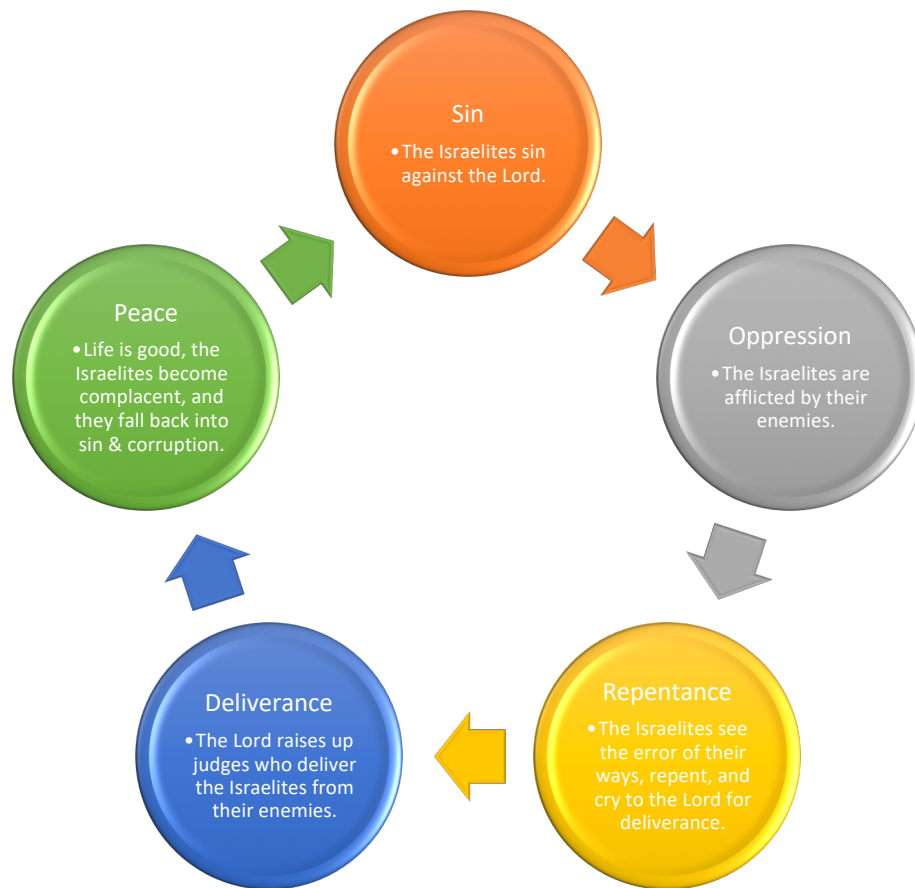 Sin
•The Israelites sin
against the Lord.
Oppression
•The Israelites are
afflicted by their
enemies.
Repentance
•The Israelites see
the error of their
ways, repent, and
cry to the Lord for
deliverance.
Deliverance
•The Lord raises up
judges who deliver
the Israelites from
their enemies.
Peace
•Life is good, the
Israelites become
complacent, and
they fall back into
sin & corruption.